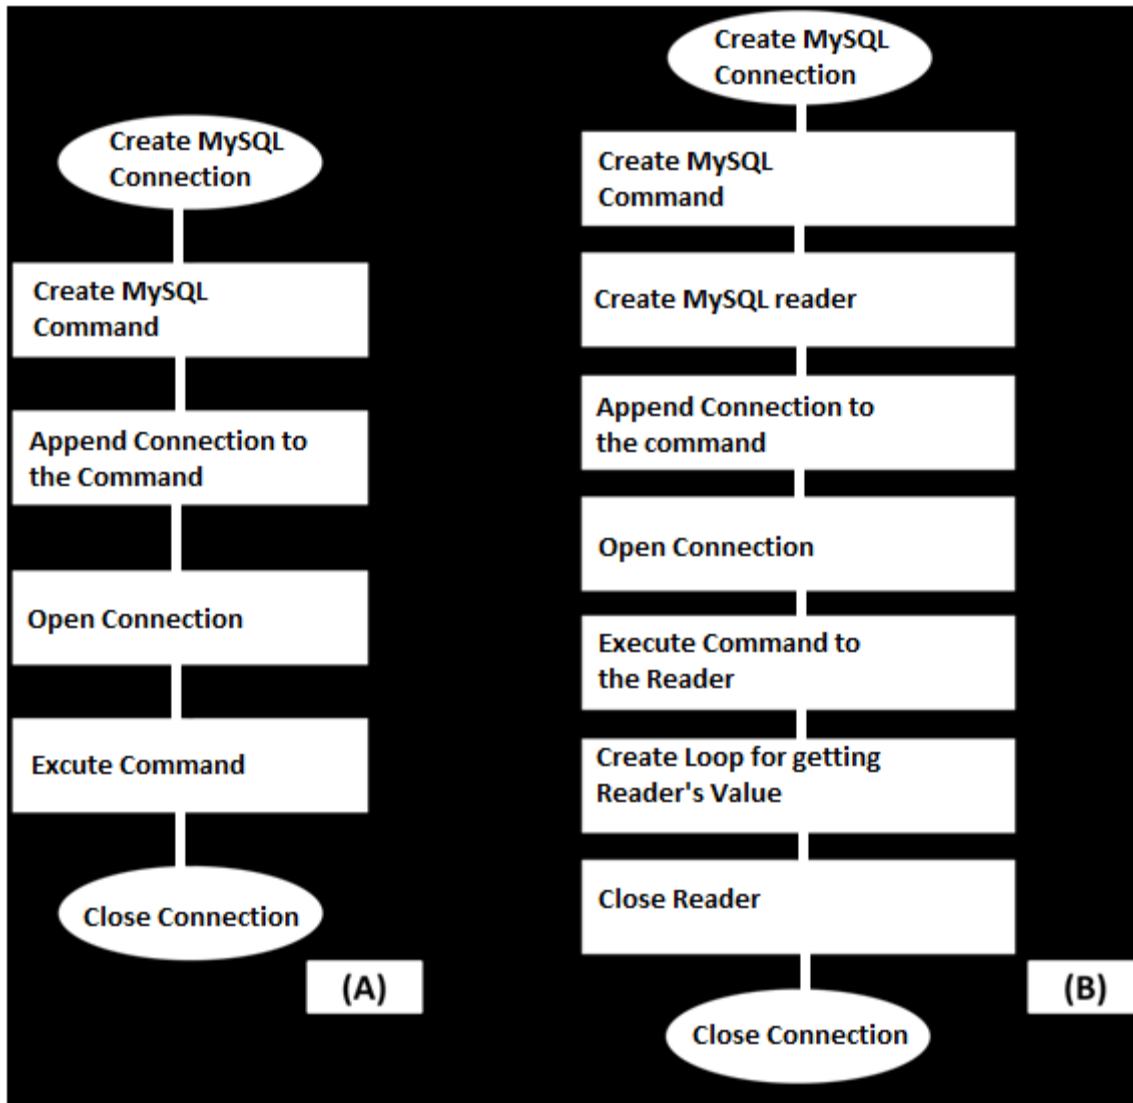 Create MySQL
Connection
Create MySQL
Command
Append Connection to
the Command
Open Connection
Excute Command
Close Connection
(A)
Create MySQL
Connection
Create MySQL
Command
Create MySQL reader
Append Connection to
the command
Open Connection
Execute Command to
the Reader
Create Loop for getting
Reader's Value
Close Reader
Close Connection
(B)